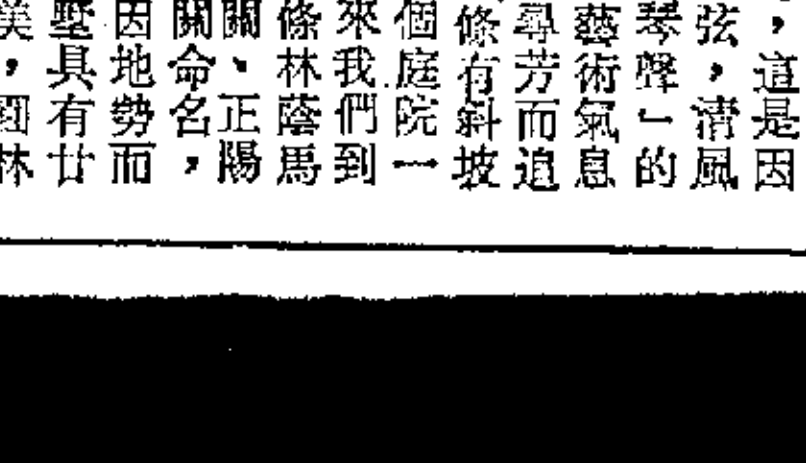 ，這是因
弦，清風
琴聲」的
藝術氣息
尋芳而追
條有斜坡
個庭院一
來我們到
條林蔭馬
關、正陽
關命名，
因地勢而
墅具有廿
美，園林